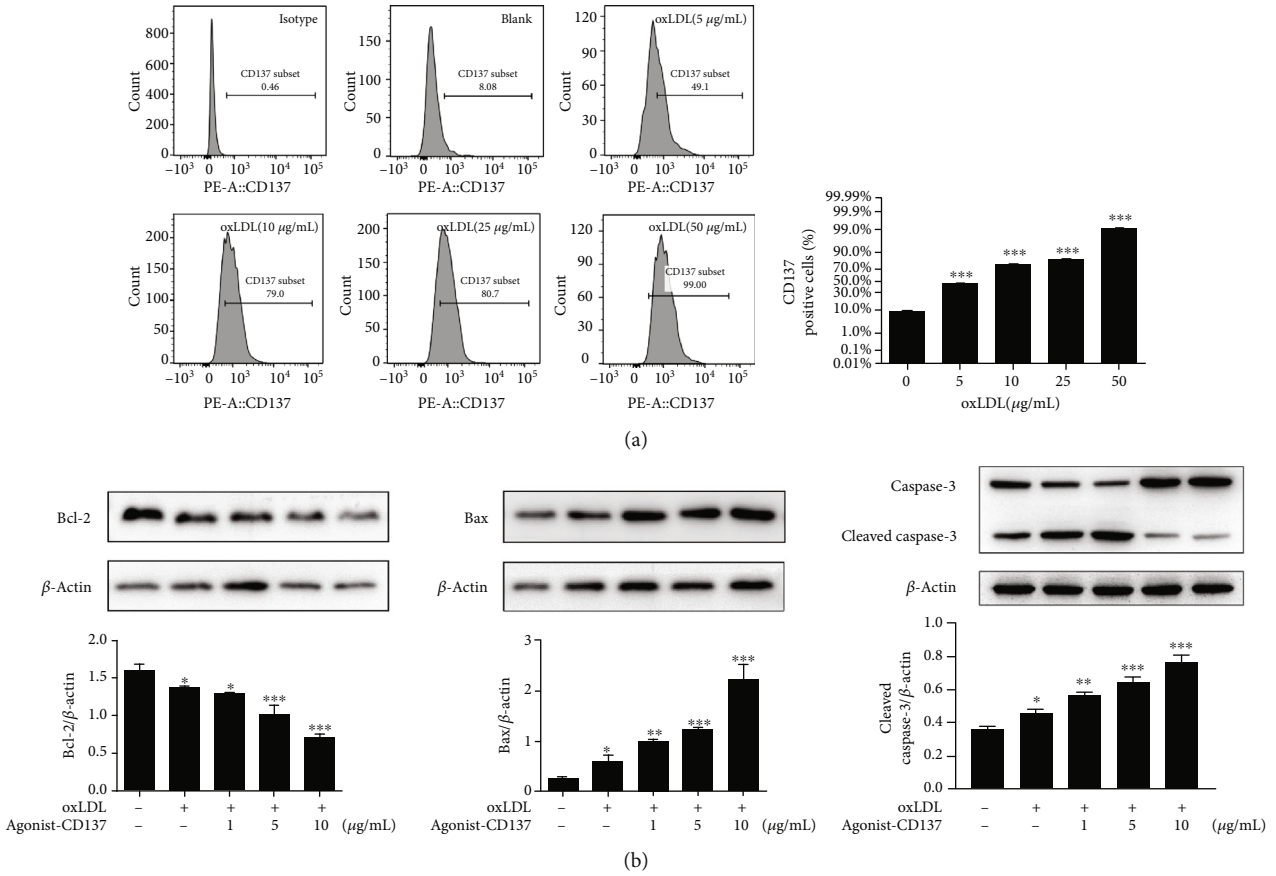 Isotype
800
600
400
200
0
Count
CD137 subset
0.46
−10³ 0 10³ 10⁴ 10⁵
PE-A::CD137
Blank
150
100
50
0
Count
CD137 subset
8.08
−10³ 0 10³ 10⁴ 10⁵
PE-A::CD137
oxLDL(5 μg/mL)
120
90
60
30
0
Count
CD137 subset
49.1
−10³ 0 10³ 10⁴ 10⁵
PE-A::CD137
oxLDL(10 μg/mL)
200
150
100
50
0
Count
CD137 subset
79.0
−10³ 0 10³ 10⁴ 10⁵
PE-A::CD137
oxLDL(25 μg/mL)
200
150
100
50
0
Count
CD137 subset
80.7
−10³ 0 10³ 10⁴ 10⁵
PE-A::CD137
oxLDL(50 μg/mL)
120
90
60
30
0
Count
CD137 subset
99.00
−10³ 0 10³ 10⁴ 10⁵
PE-A::CD137
99.99%
99.9%
99.0%
90.0%
70.0%
50.0%
30.0%
10.0%
1.0%
0.1%
0.01%
CD137
positive cells (%)
*** *** *** ***
0 5 10 25 50
oxLDL(μg/mL)
(a)
Bcl-2
β-Actin
2.0
1.5
1.0
0.5
0.0
Bcl-2/β-actin
* * *** ***
oxLDL − + + + +
Agonist-CD137 − − 1 5 10 (μg/mL)
Bax
β-Actin
3
2
1
0
Bax/β-actin
* ** *** ***
oxLDL − + + + +
Agonist-CD137 − − 1 5 10 (μg/mL)
Caspase-3
Cleaved caspase-3
β-Actin
1.0
0.8
0.6
0.4
0.2
0.0
Cleaved
caspase-3/β-actin
* ** *** ***
oxLDL − + + + +
Agonist-CD137 − − 1 5 10 (μg/mL)
(b)